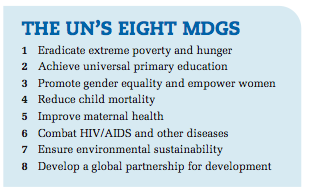 THE UN'S EIGHT MDGS
1 Eradicate extreme poverty and hunger
2 Achieve universal primary education
3 Promote gender equality and empower women
4 Reduce child mortality
5 Improve maternal health
6 Combat HIV/AIDS and other diseases
7 Ensure environmental sustainability
8 Develop a global partnership for development